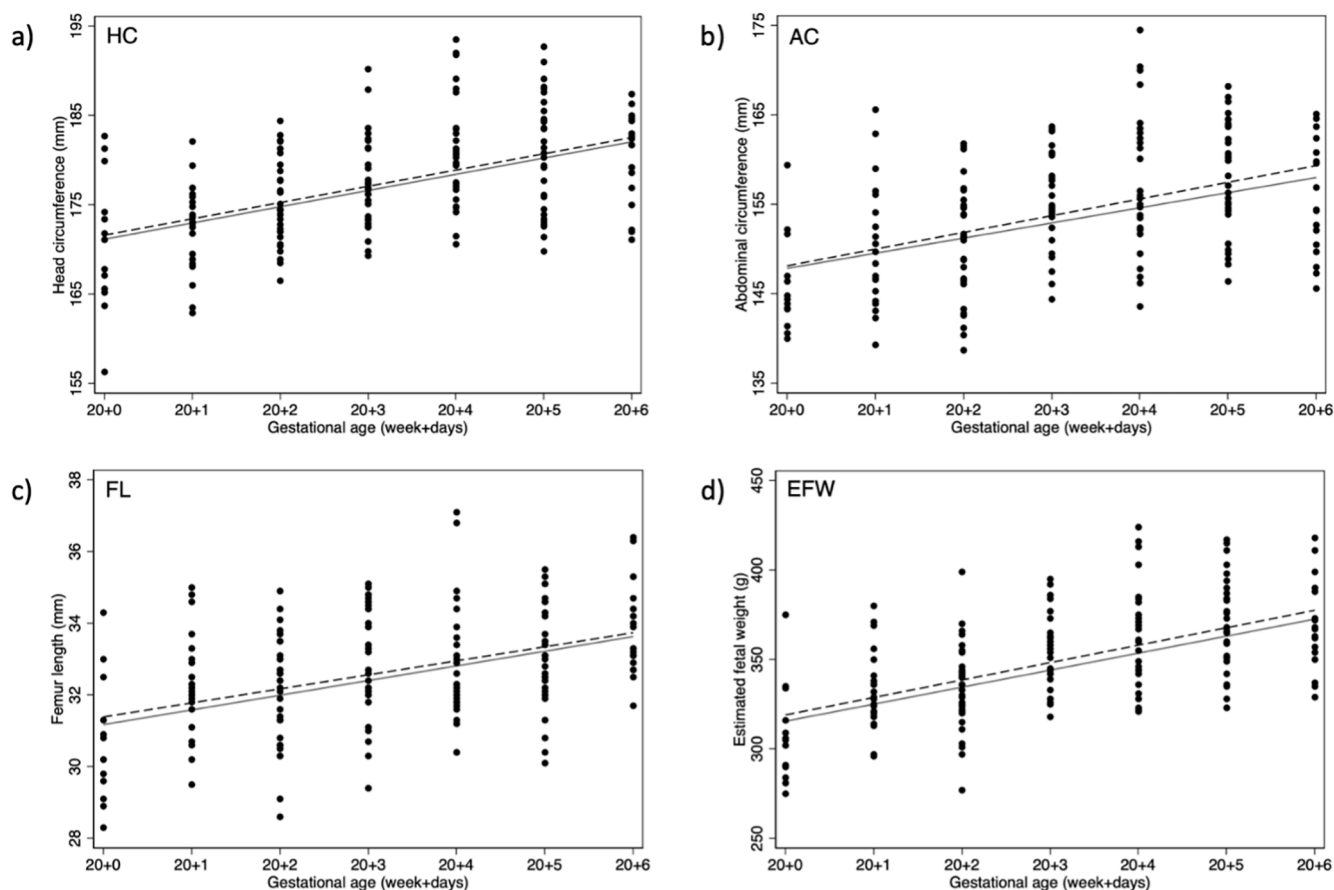 a)
HC
195
185
175
165
155
Head circumference (mm)
20+0 20+1 20+2 20+3 20+4 20+5 20+6
Gestational age (week+days)
b)
AC
175
165
155
145
135
Abdominal circumference (mm)
20+0 20+1 20+2 20+3 20+4 20+5 20+6
Gestational age (week+days)
c)
FL
38
36
34
32
30
28
Femur length (mm)
20+0 20+1 20+2 20+3 20+4 20+5 20+6
Gestational age (week+days)
d)
EFW
450
400
350
300
250
Estimated fetal weight (g)
20+0 20+1 20+2 20+3 20+4 20+5 20+6
Gestational age (week+days)